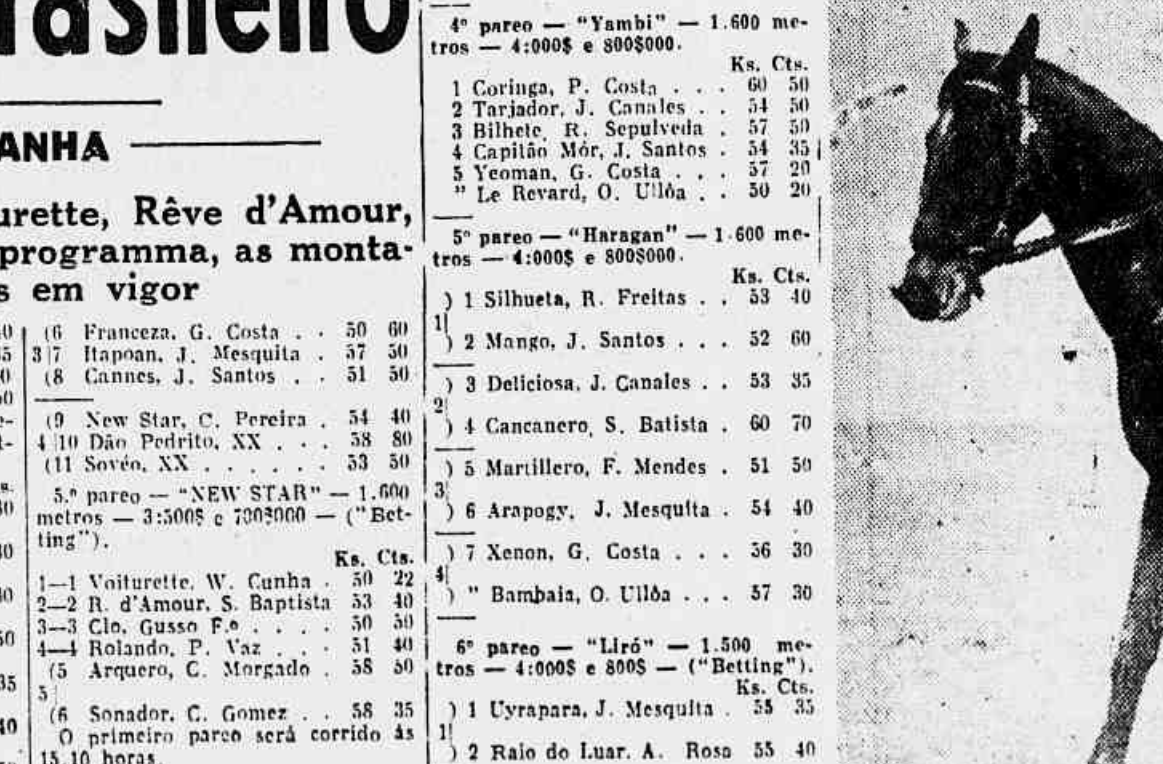 ANHA
urette, Rêve d'Amour,
programma, as monta-
s em vigor
(6 Franceza, G. Costa . . 50 60
3|7 Itapoan, J. Mesquita . 57 50
(8 Cannes, J. Santos . . 51 50
(9 New Star, C. Pereira . 54 40
4|10 Dão Pedrito, XX . . . 58 80
(11 Sovéo, XX . . . . . . 53 50
5.º pareo — "NEW STAR" — 1.600
metros — 3:500$ e 700$000 — ("Bet-
ting").
Ks. Cts.
1—1 Voiturette, W. Cunha . 50 22
2—2 R. d'Amour, S. Baptista 53 40
3—3 Clo, Gusso F.º . . . . 50 50
4—4 Rolando, P. Vaz . . . 51 40
(5 Arquero, C. Morgado . 58 50
5|
(6 Sonador, C. Gomez . . 58 35
O primeiro pareo será corrido ás
15,10 horas.
4º pareo — "Yambi" — 1.600 me-
tros — 4:000$ e 800$000.
Ks. Cts.
1 Coringa, P. Costa . . . 60 50
2 Tarjador, J. Canales . . 54 50
3 Bilhete, R. Sepulveda . 57 50
4 Capitão Mór, J. Santos . 54 35
5 Yeoman, G. Costa . . . 57 20
" Le Revard, O. Ullôa . . 50 20
5º pareo — "Haragan" — 1.600 me-
tros — 4:000$ e 800$000.
Ks. Cts.
) 1 Silhueta, R. Freitas . . 53 40
1|
) 2 Mango, J. Santos . . . 52 60
) 3 Deliciosa, J. Canales . . 53 35
2|
) 4 Cancanero, S. Batista . 60 70
) 5 Martillero, F. Mendes . 51 50
3|
) 6 Arapogy, J. Mesquita . 54 40
) 7 Xenon, G. Costa . . . 56 30
4|
) " Bambaia, O. Ullôa . . . 57 30
6º pareo — "Liró" — 1.500 me-
tros — 4:000$ e 800$ — ("Betting").
Ks. Cts.
) 1 Uyrapara, J. Mesquita . 55 35
1|
) 2 Raio do Luar, A. Rosa 55 40